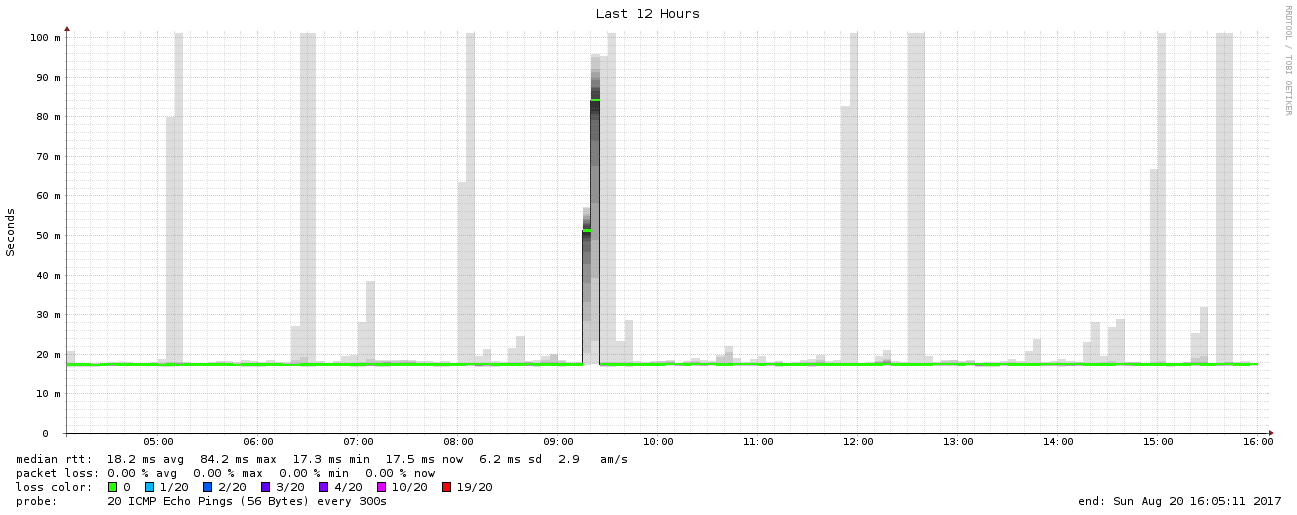 Last 12 Hours
RRDTOOL / TOBI OETIKER
Seconds
100 m
90 m
80 m
70 m
60 m
50 m
40 m
30 m
20 m
10 m
0
05:00 06:00 07:00 08:00 09:00 10:00 11:00 12:00 13:00 14:00 15:00 16:00
median rtt: 18.2 ms avg 84.2 ms max 17.3 ms min 17.5 ms now 6.2 ms sd 2.9 am/s
packet loss: 0.00 % avg 0.00 % max 0.00 % min 0.00 % now
loss color: 0 1/20 2/20 3/20 4/20 10/20 19/20
probe: 20 ICMP Echo Pings (56 Bytes) every 300s end: Sun Aug 20 16:05:11 2017